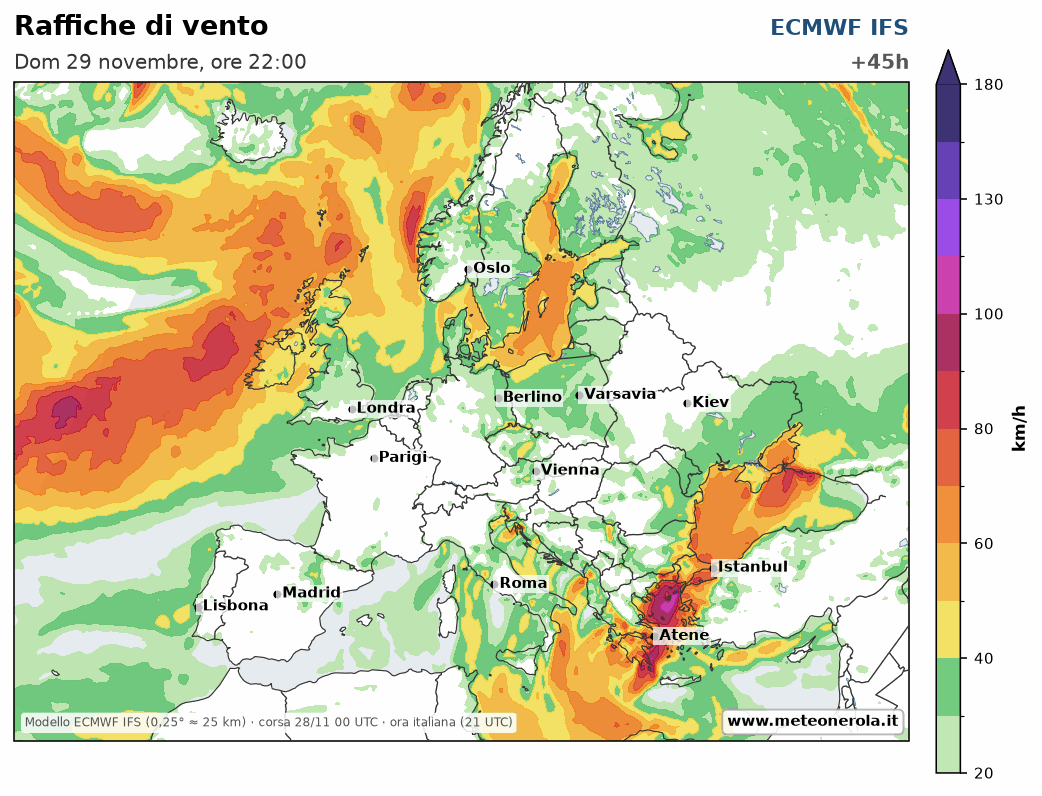 Raffiche di vento
ECMWF IFS
Dom 29 novembre, ore 22:00
+45h
180
130
100
80
60
40
20
km/h
Oslo
Berlino
Varsavia
Kiev
Londra
Parigi
Vienna
Istanbul
Roma
Madrid
Lisbona
Atene
Modello ECMWF IFS (0,25° ≈ 25 km) · corsa 28/11 00 UTC · ora italiana (21 UTC)
www.meteonerola.it